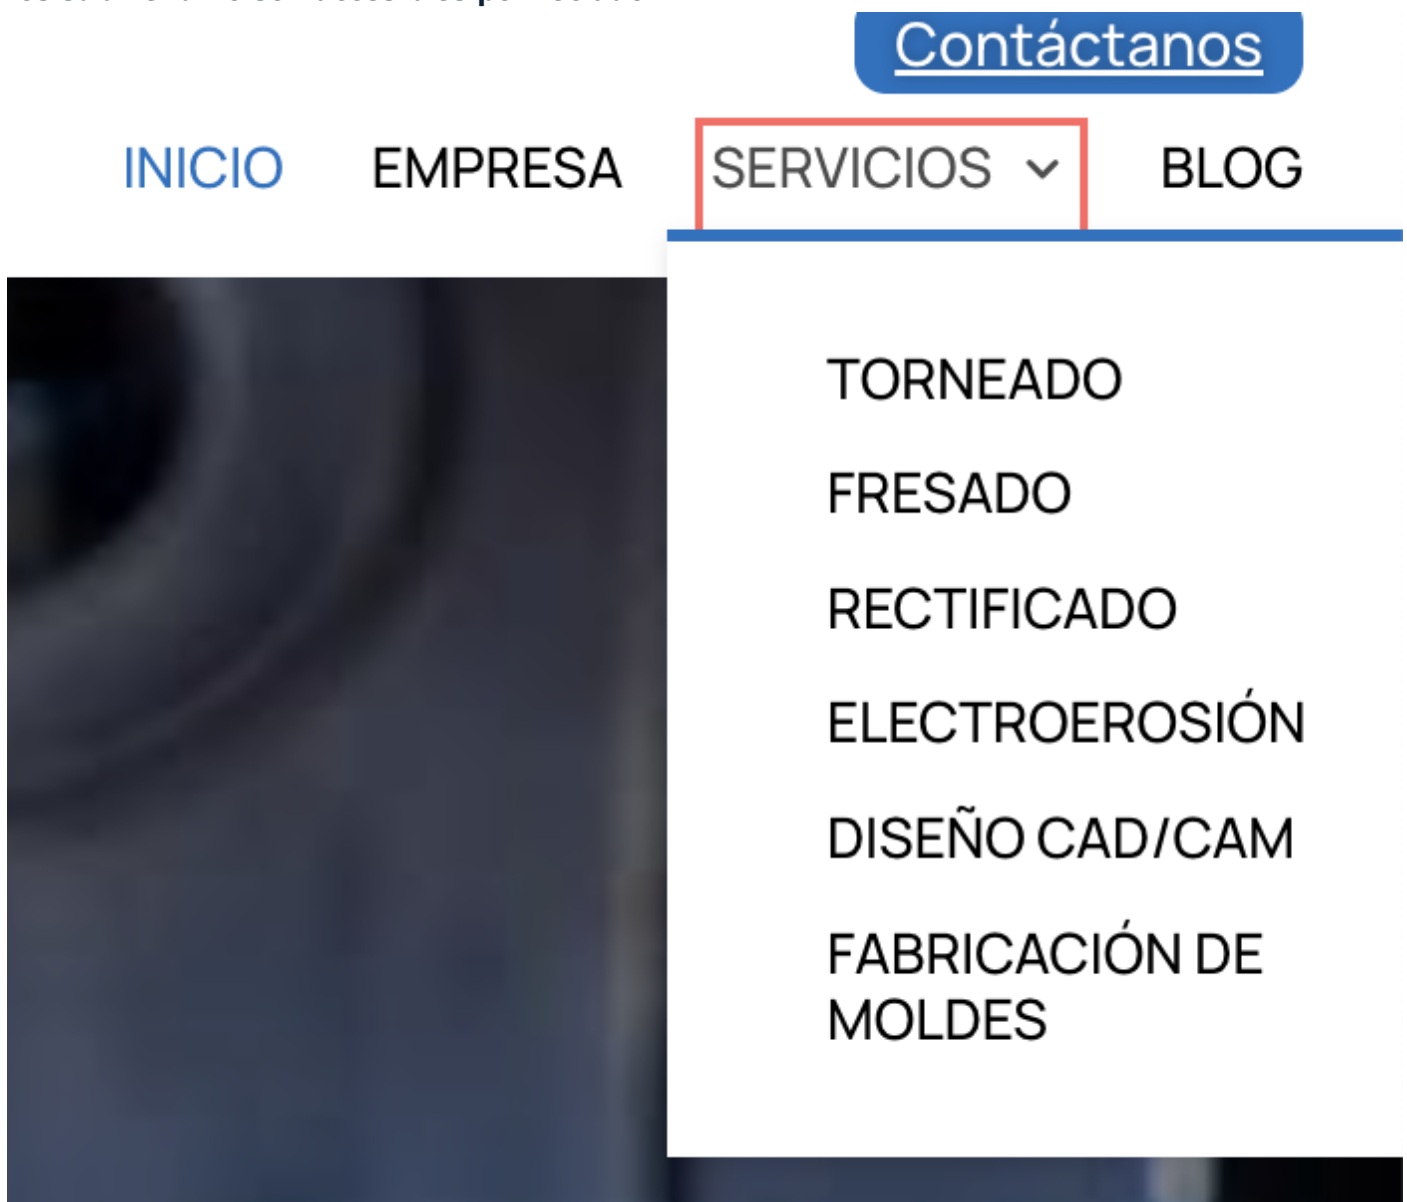 Contáctanos
INICIO EMPRESA SERVICIOS BLOG
TORNEADO
FRESADO
RECTIFICADO
ELECTROEROSIÓN
DISEÑO CAD/CAM
FABRICACIÓN DE
MOLDES